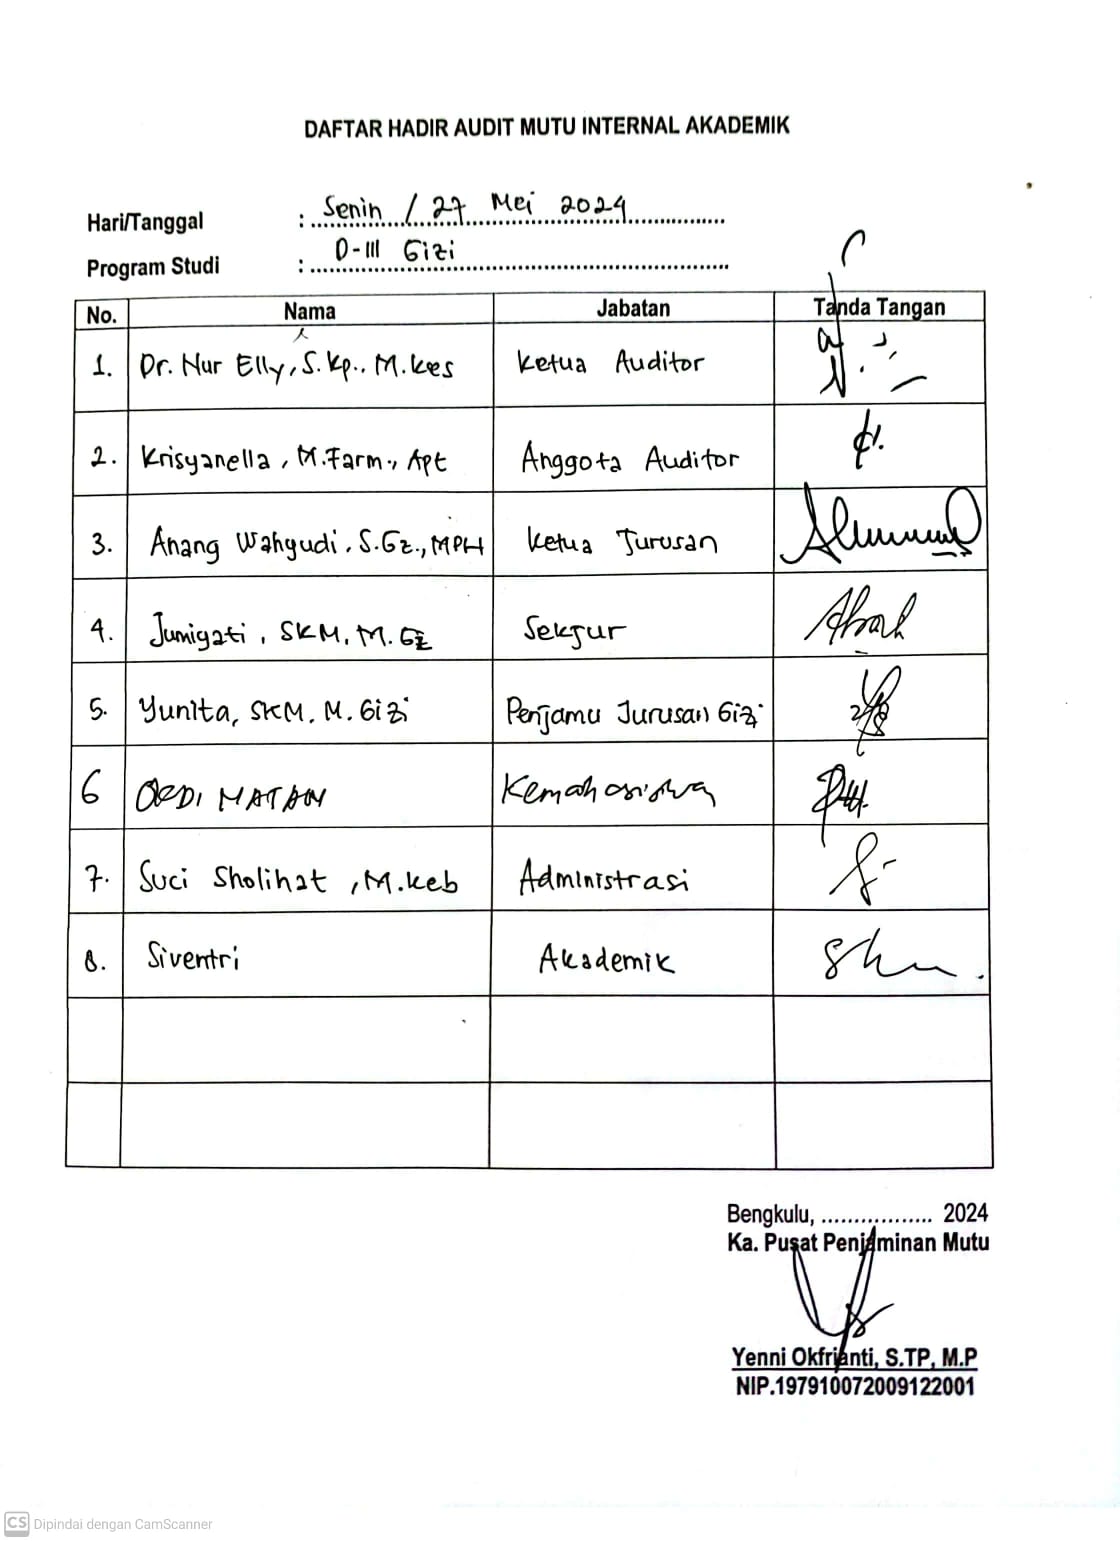 DAFTAR HADIR AUDIT MUTU INTERNAL AKADEMIK
Hari/Tanggal : Senin / 27 Mei 2024
Program Studi : D-III Gizi
No. Nama Jabatan Tanda Tangan
1. Dr. Nur Elly, S.Kp., M.Kes Ketua Auditor
2. Krisyanella, M.Farm., Apt Anggota Auditor
3. Anang Wahyudi, S.Gz., MPH Ketua Jurusan
4. Jumiyati, SKM, M.Gz Sekjur
5. Yunita, SKM, M.Gizi Penjamu Jurusan Gizi
6 Kemahasiswa
7. Suci Sholihat, M.Keb Administrasi
8. Siventri Akademik
Bengkulu, ................. 2024
Ka. Pusat Penjaminan Mutu
Yenni Okfrianti, S.TP, M.P
NIP.197910072009122001
CS Dipindai dengan CamScanner